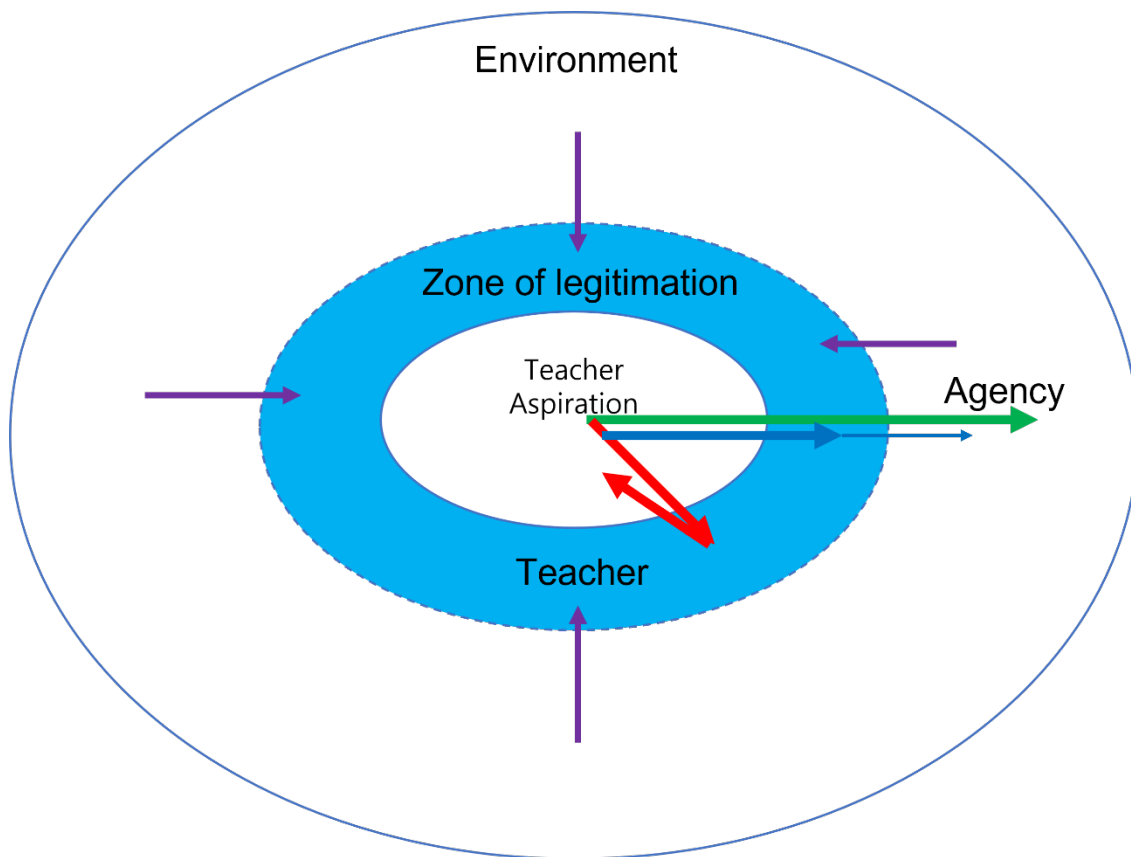 Environment
Zone of legitimation
Teacher
Aspiration
Agency
Teacher